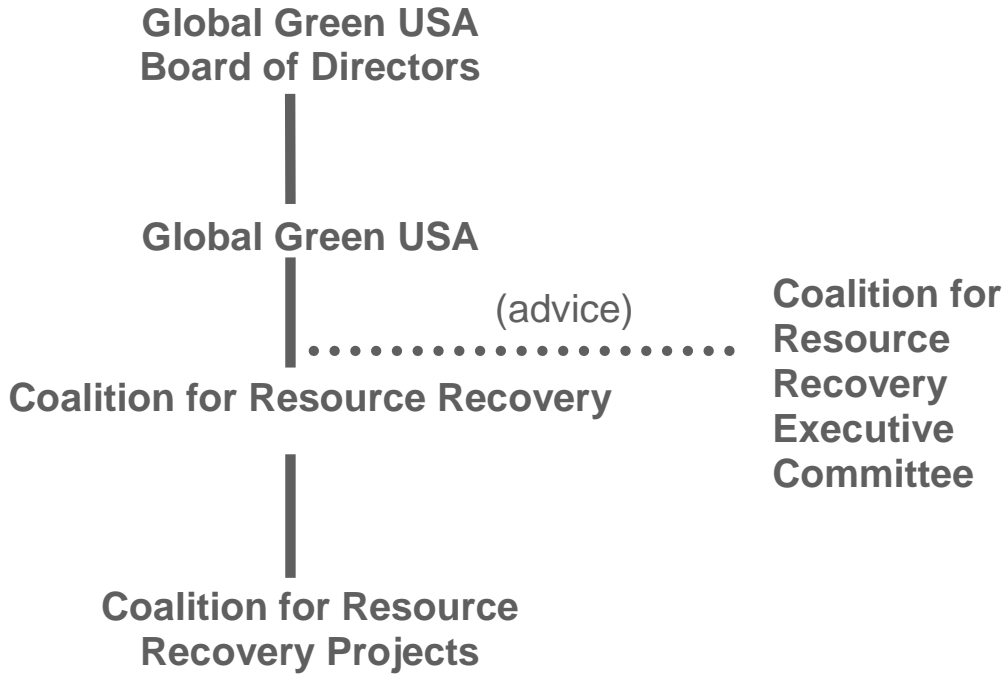 Global Green USA
Board of Directors
Global Green USA
(advice)
Coalition for Resource Recovery
Coalition for
Resource
Recovery
Executive
Committee
Coalition for Resource
Recovery Projects